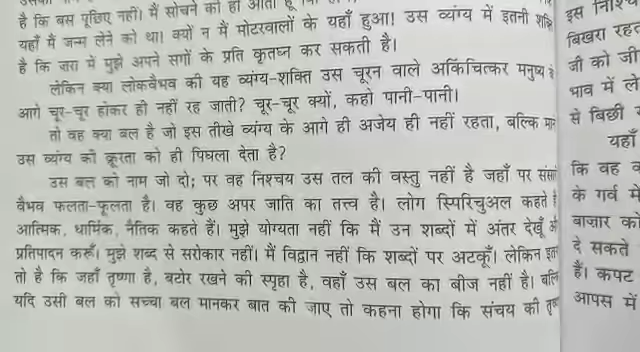 है कि बस पूछिए नहीं। मैं सोचने को हो आता हूँ कि
यहाँ मैं जन्म लेने को था! क्यों न मैं मोटरवालों के यहाँ हुआ! उस व्यंग्य में इतनी शक्ति
है कि ज़रा में मुझे अपने सगों के प्रति कृतघ्न कर सकती है।
लेकिन क्या लोकवैभव की यह व्यंग्य-शक्ति उस चूरन वाले अकिंचित्कर मनुष्य के
आगे चूर-चूर होकर ही नहीं रह जाती? चूर-चूर क्यों, कहो पानी-पानी।
तो वह क्या बल है जो इस तीखे व्यंग्य के आगे ही अजेय ही नहीं रहता, बल्कि मानो
उस व्यंग्य की क्रूरता को ही पिघला देता है?
उस बल को नाम जो दो; पर वह निश्चय उस तल की वस्तु नहीं है जहाँ पर
वैभव फलता-फूलता है। वह कुछ अपर जाति का तत्त्व है। लोग स्पिरिचुअल कहते हैं
आत्मिक, धार्मिक, नैतिक कहते हैं। मुझे योग्यता नहीं कि मैं उन शब्दों में अंतर देखूँ
प्रतिपादन करूँ। मुझे शब्द से सरोकार नहीं। मैं विद्वान नहीं कि शब्दों पर अटकूँ। लेकिन
तो है कि जहाँ तृष्णा है, बटोर रखने की स्पृहा है, वहाँ उस बल का बीज नहीं है।
यदि उसी बल को सच्चा बल मानकर बात की जाए तो कहना होगा कि संचय की
बिखरा
जी को
भाव में
से बिछी
यहाँ
कि वह
के गर्व में
बाज़ार
दे सकते
हैं। कपट
आपस में